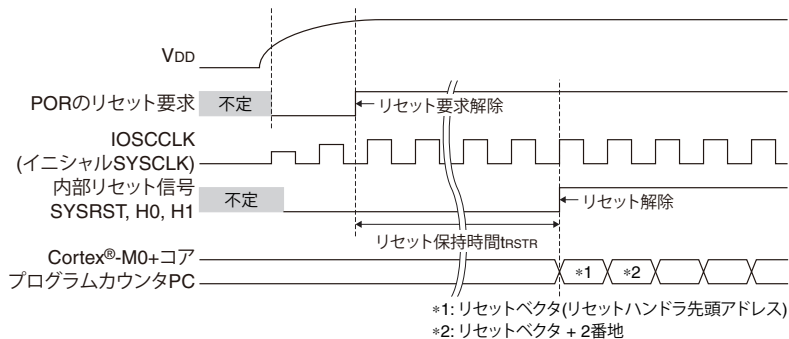 VDD
PORのリセット要求
不定
リセット要求解除
IOSCCLK
(イニシャルSYSCLK)
内部リセット信号
SYSRST, H0, H1
不定
リセット解除
リセット保持時間tRSTR
Cortex®-M0+コア
プログラムカウンタPC
*1
*2
*1: リセットベクタ(リセットハンドラ先頭アドレス)
*2: リセットベクタ + 2番地